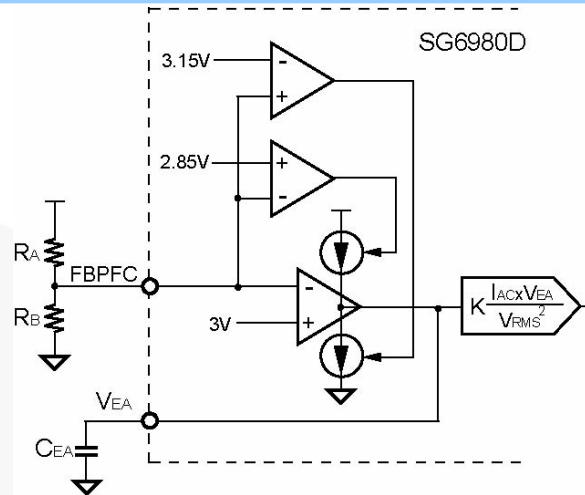 SG6980D
3.15V
-
+
2.85V
+
-
RA
FBPFC
RB
-
3V
+
K IACxVEA
VRMS2
VEA
CEA